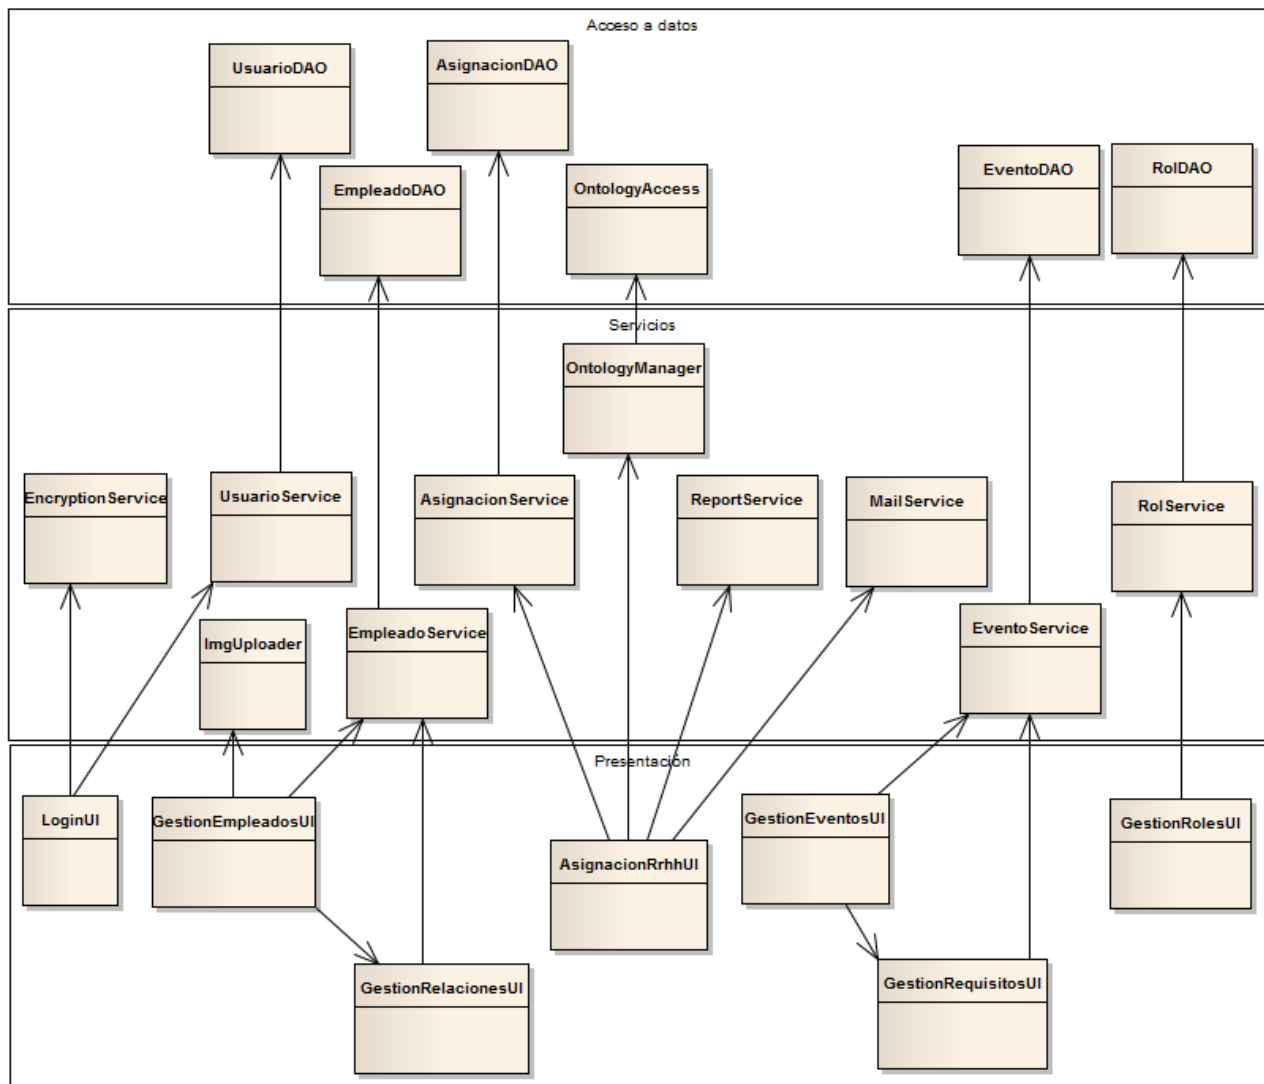 Acceso a datos
UsuarioDAO
AsignacionDAO
EmpleadoDAO
OntologyAccess
EventoDAO
RolDAO
Servicios
OntologyManager
EncryptionService
UsuarioService
AsignacionService
ReportService
MailService
RolService
ImgUploader
EmpleadoService
EventoService
Presentación
LoginUI
GestionEmpleadosUI
AsignacionRrhhUI
GestionEventosUI
GestionRolesUI
GestionRelacionesUI
GestionRequisitosUI